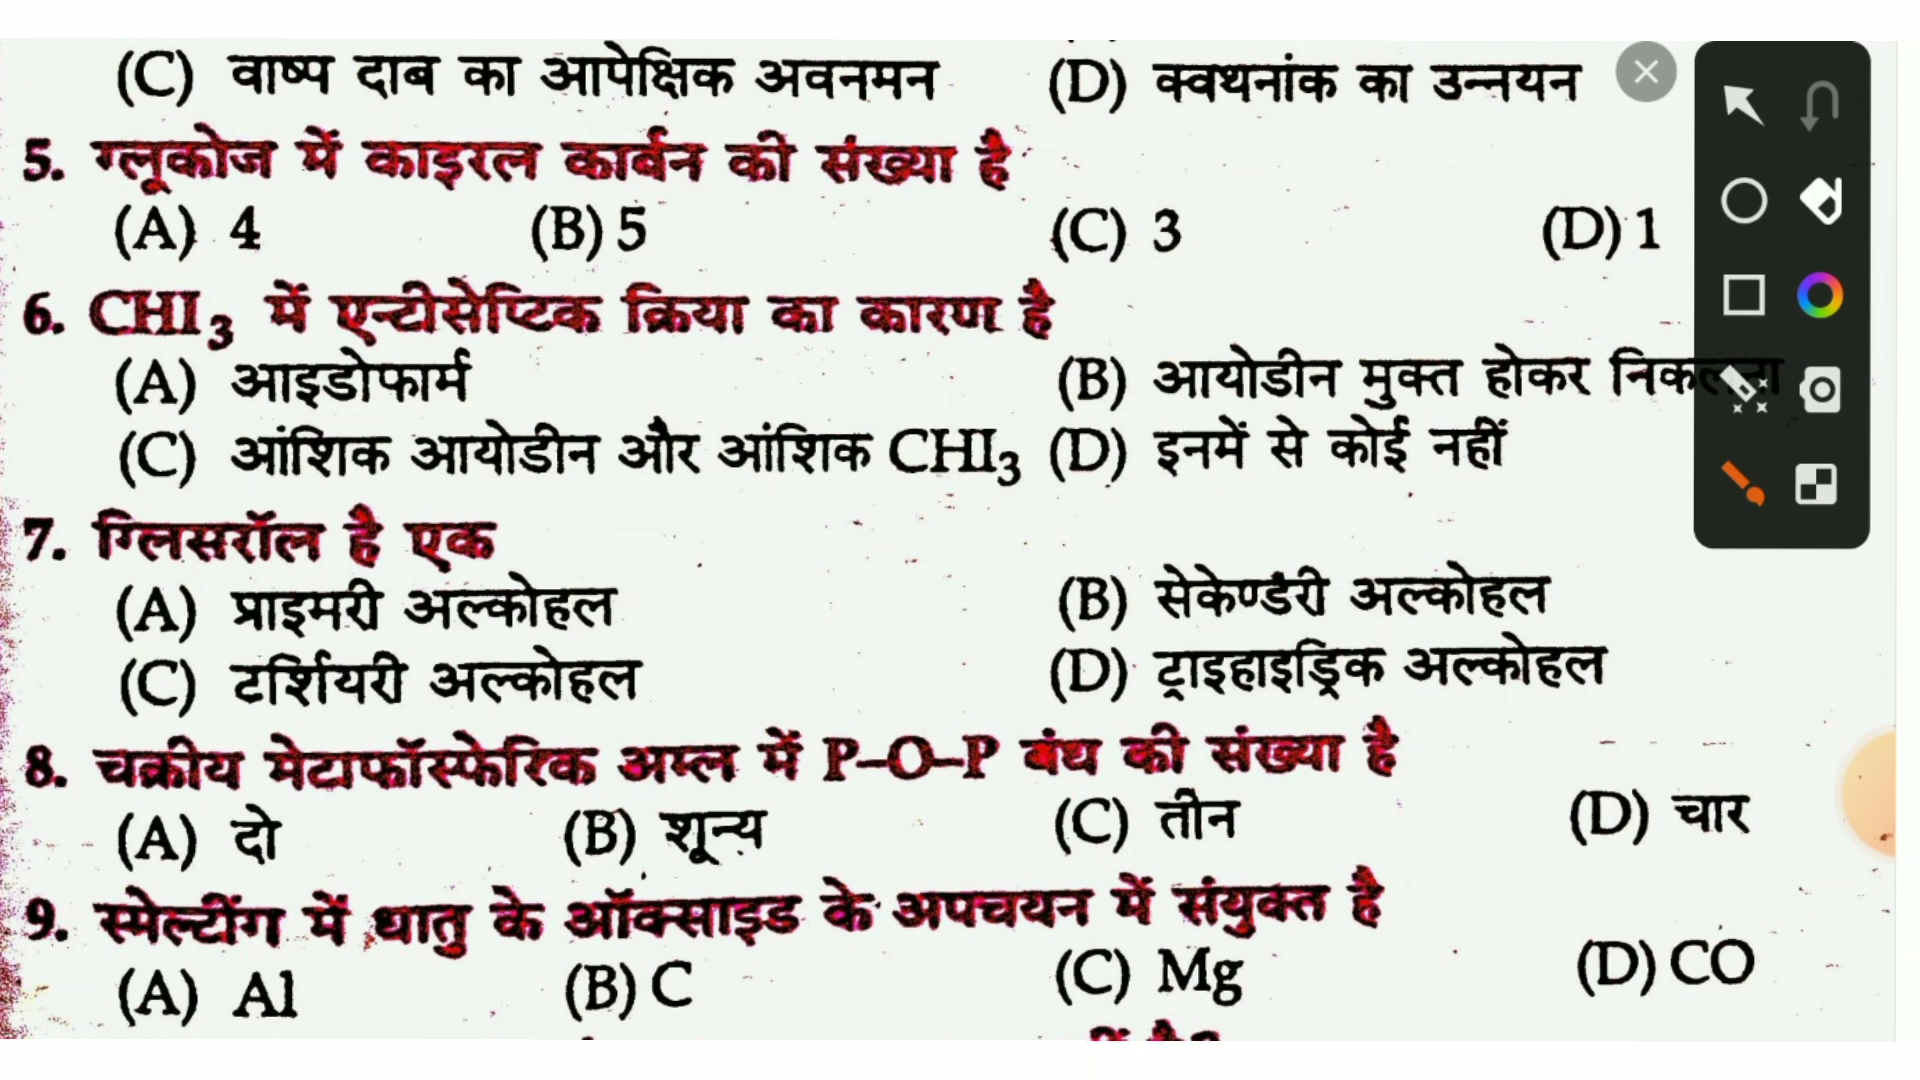 (C) वाष्प दाब का आपेक्षिक अवनमन (D) क्वथनांक का उन्नयन
5. ग्लूकोज में काइरल कार्बन की संख्या है
(A) 4 (B) 5 (C) 3 (D) 1
6. CHI₃ में एन्टीसेप्टिक क्रिया का कारण है
(A) आइडोफार्म (B) आयोडीन मुक्त होकर निकलना
(C) आंशिक आयोडीन और आंशिक CHI₃ (D) इनमें से कोई नहीं
7. ग्लिसरॉल है एक
(A) प्राइमरी अल्कोहल (B) सेकेण्डरी अल्कोहल
(C) टर्शियरी अल्कोहल (D) ट्राइहाइड्रिक अल्कोहल
8. चक्रीय मेटाफॉस्फेरिक अम्ल में P–O–P बंध की संख्या है
(A) दो (B) शून्य (C) तीन (D) चार
9. स्मेल्टींग में धातु के ऑक्साइड के अपचयन में संयुक्त है
(A) Al (B) C (C) Mg (D) CO